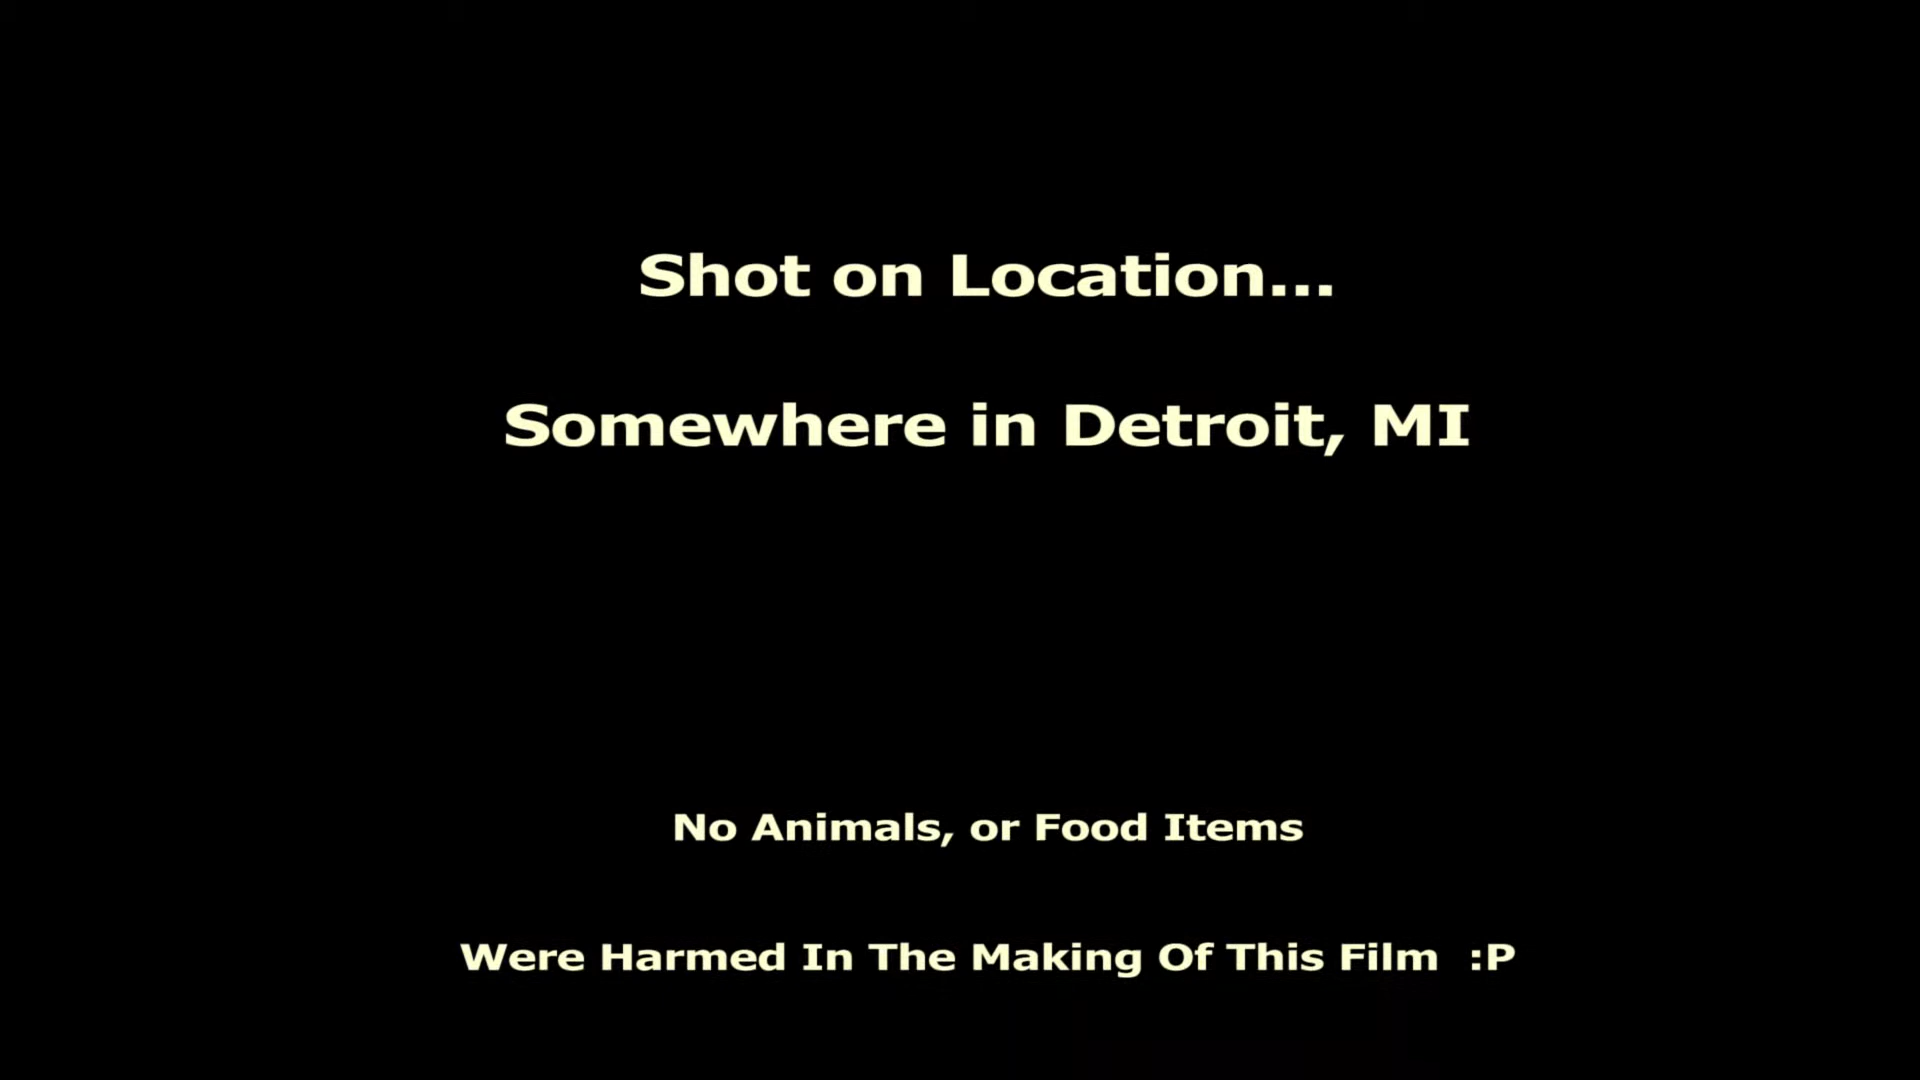 Shot on Location...
Somewhere in Detroit, MI
No Animals, or Food Items
Were Harmed In The Making Of This Film  :P